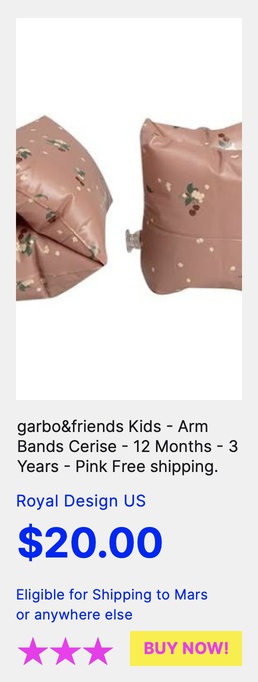 garbo&friends Kids - Arm
Bands Cerise - 12 Months - 3
Years - Pink Free shipping.
Royal Design US
$20.00
Eligible for Shipping to Mars
or anywhere else
BUY NOW!